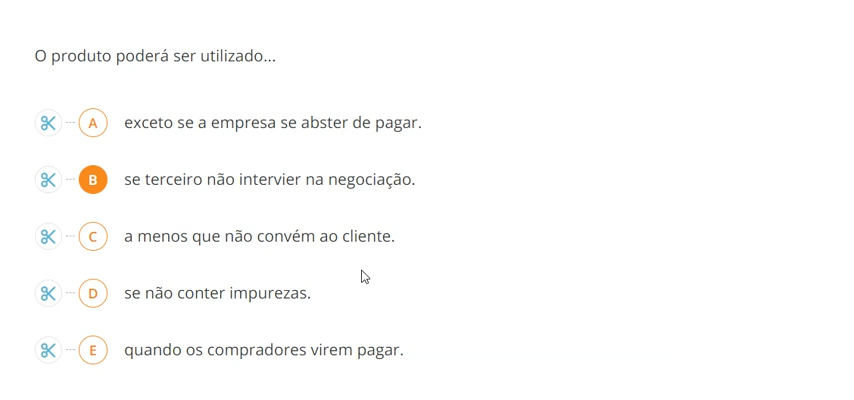 O produto poderá ser utilizado...
A exceto se a empresa se abster de pagar.
B se terceiro não intervier na negociação.
C a menos que não convém ao cliente.
D se não conter impurezas.
E quando os compradores virem pagar.